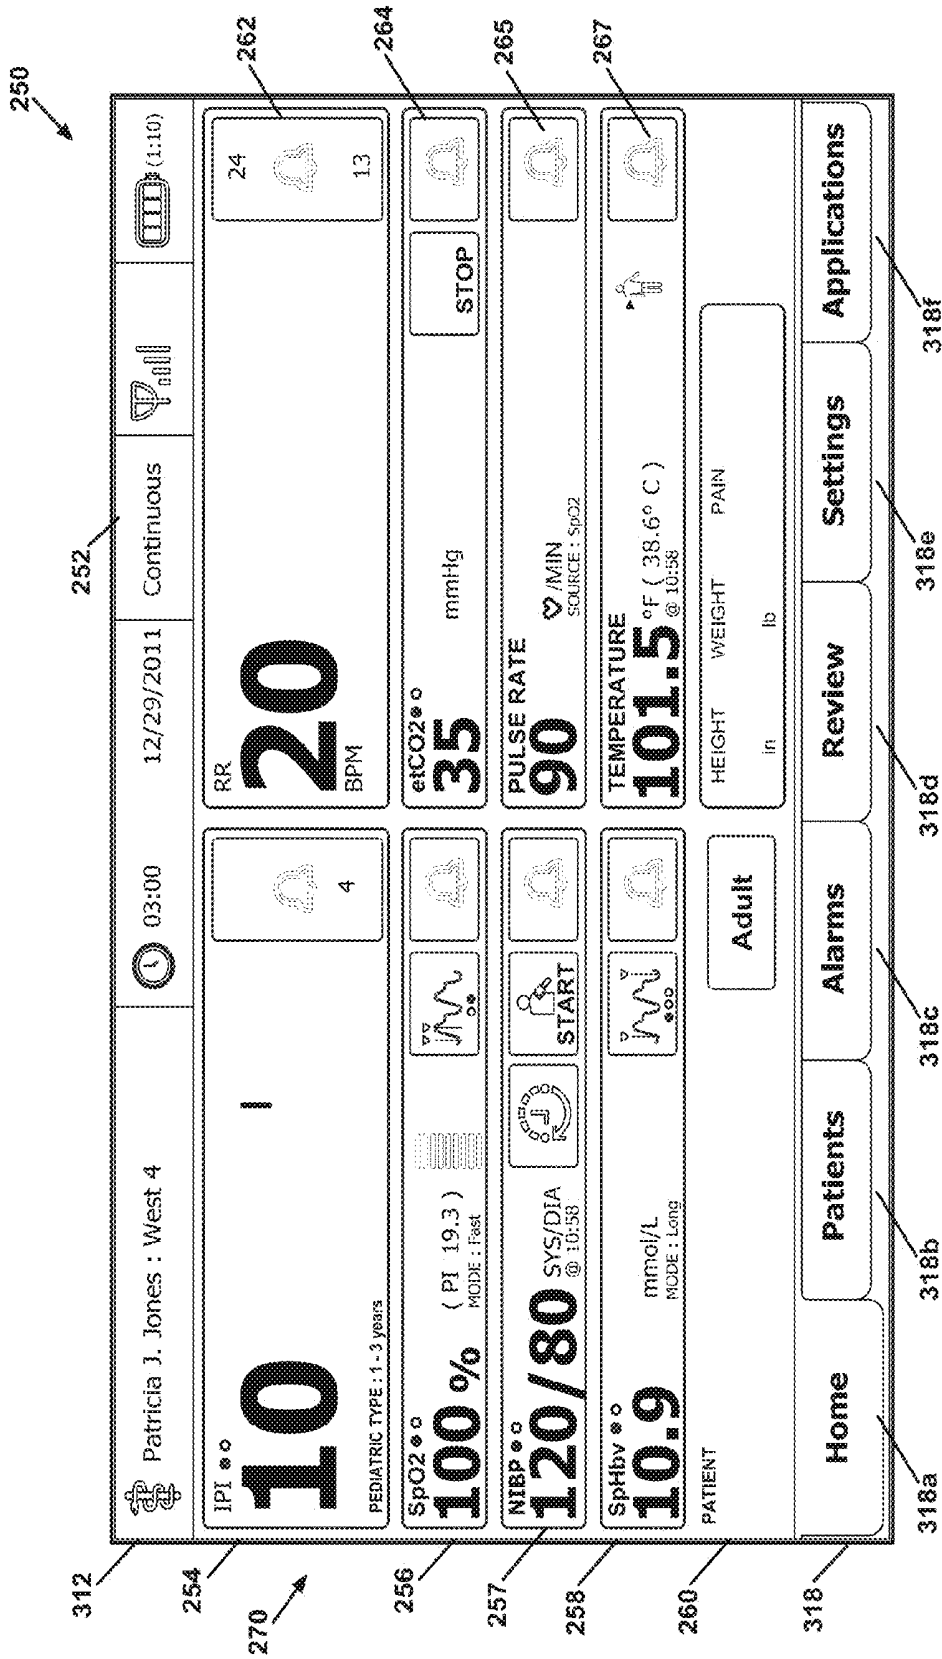 250
252
312
Patricia J. Jones : West 4
03:00
12/29/2011
Continuous
(1:10)
254
270
IPI
10
PEDIATRIC TYPE : 1 - 3 years
4
RR
20
BPM
24
13
262
256
SpO2
100 %
( PI 19.3 )
MODE : Fast
etCO2
35
mmHg
STOP
264
257
NIBP
120/80
SYS/DIA
@ 10:58
START
PULSE RATE
90
/MIN
SOURCE : SpO2
265
258
SpHbv
10.9
mmol/L
MODE : Long
TEMPERATURE
101.5
°F ( 38.6° C )
@ 10:58
267
260
PATIENT
Adult
HEIGHT WEIGHT PAIN
in lb
318
Home Patients Alarms Review Settings Applications
318a 318b 318c 318d 318e 318f